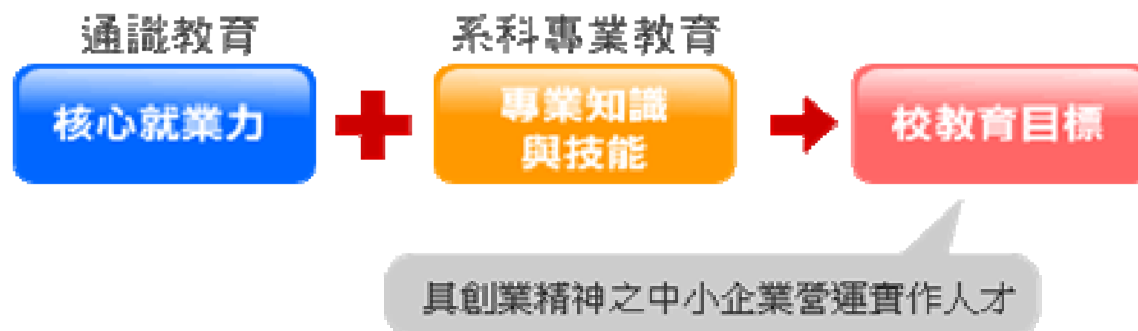 通識教育
系科專業教育
核心就業力
專業知識
與技能
校教育目標
具創業精神之中小企業營運實作人才